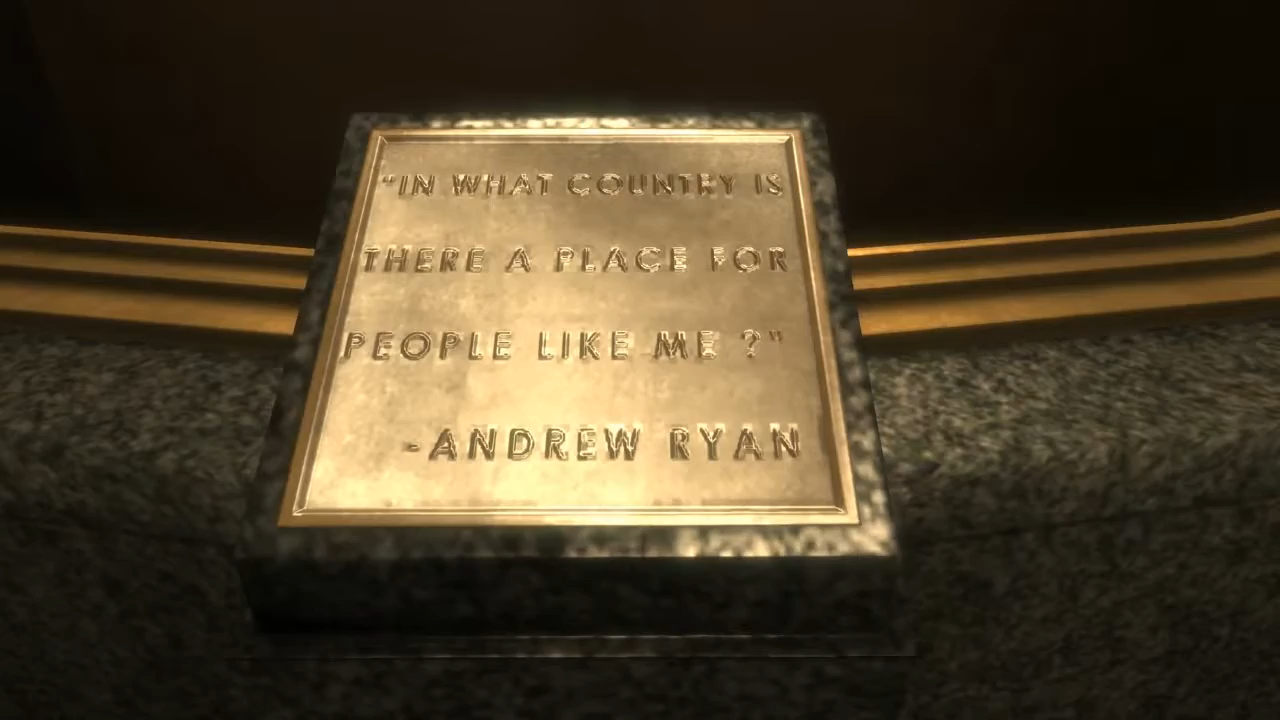 "IN WHAT COUNTRY IS
THERE A PLACE FOR
PEOPLE LIKE ME ?"
-ANDREW RYAN